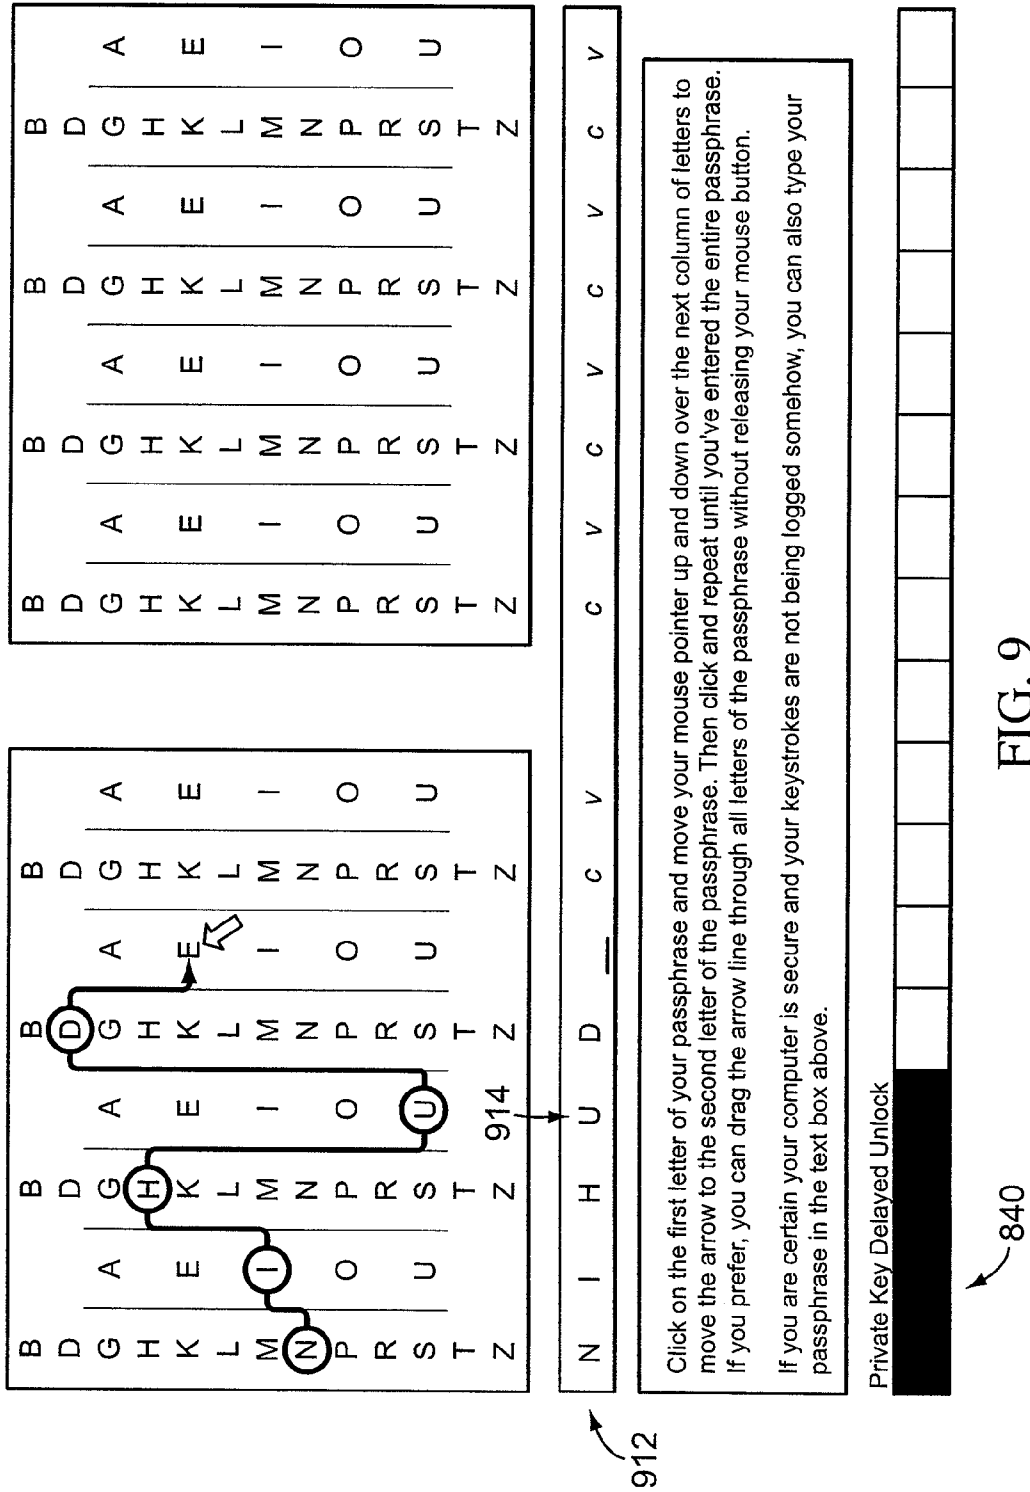 B B B B B B B B
D D D D D D D D
G A G A G A G A G A G A G A G A
H H H H H H H H
K E K E K E K E K E K E K E K E
L L L L L L L L
M I M I M I M I M I M I M I M I
N N N N N N N N
P O P O P O P O P O P O P O P O
R R R R R R R R
S U S U S U S U S U S U S U S U
T T T T T T T T
Z Z Z Z Z Z Z Z
914
N I H U D _ c v c v c v c v c v
912
Click on the first letter of your passphrase and move your mouse pointer up and down over the next column of letters to
move the arrow to the second letter of the passphrase. Then click and repeat until you've entered the entire passphrase.
If you prefer, you can drag the arrow line through all letters of the passphrase without releasing your mouse button.
If you are certain your computer is secure and your keystrokes are not being logged somehow, you can also type your
passphrase in the text box above.
Private Key Delayed Unlock
840
FIG. 9